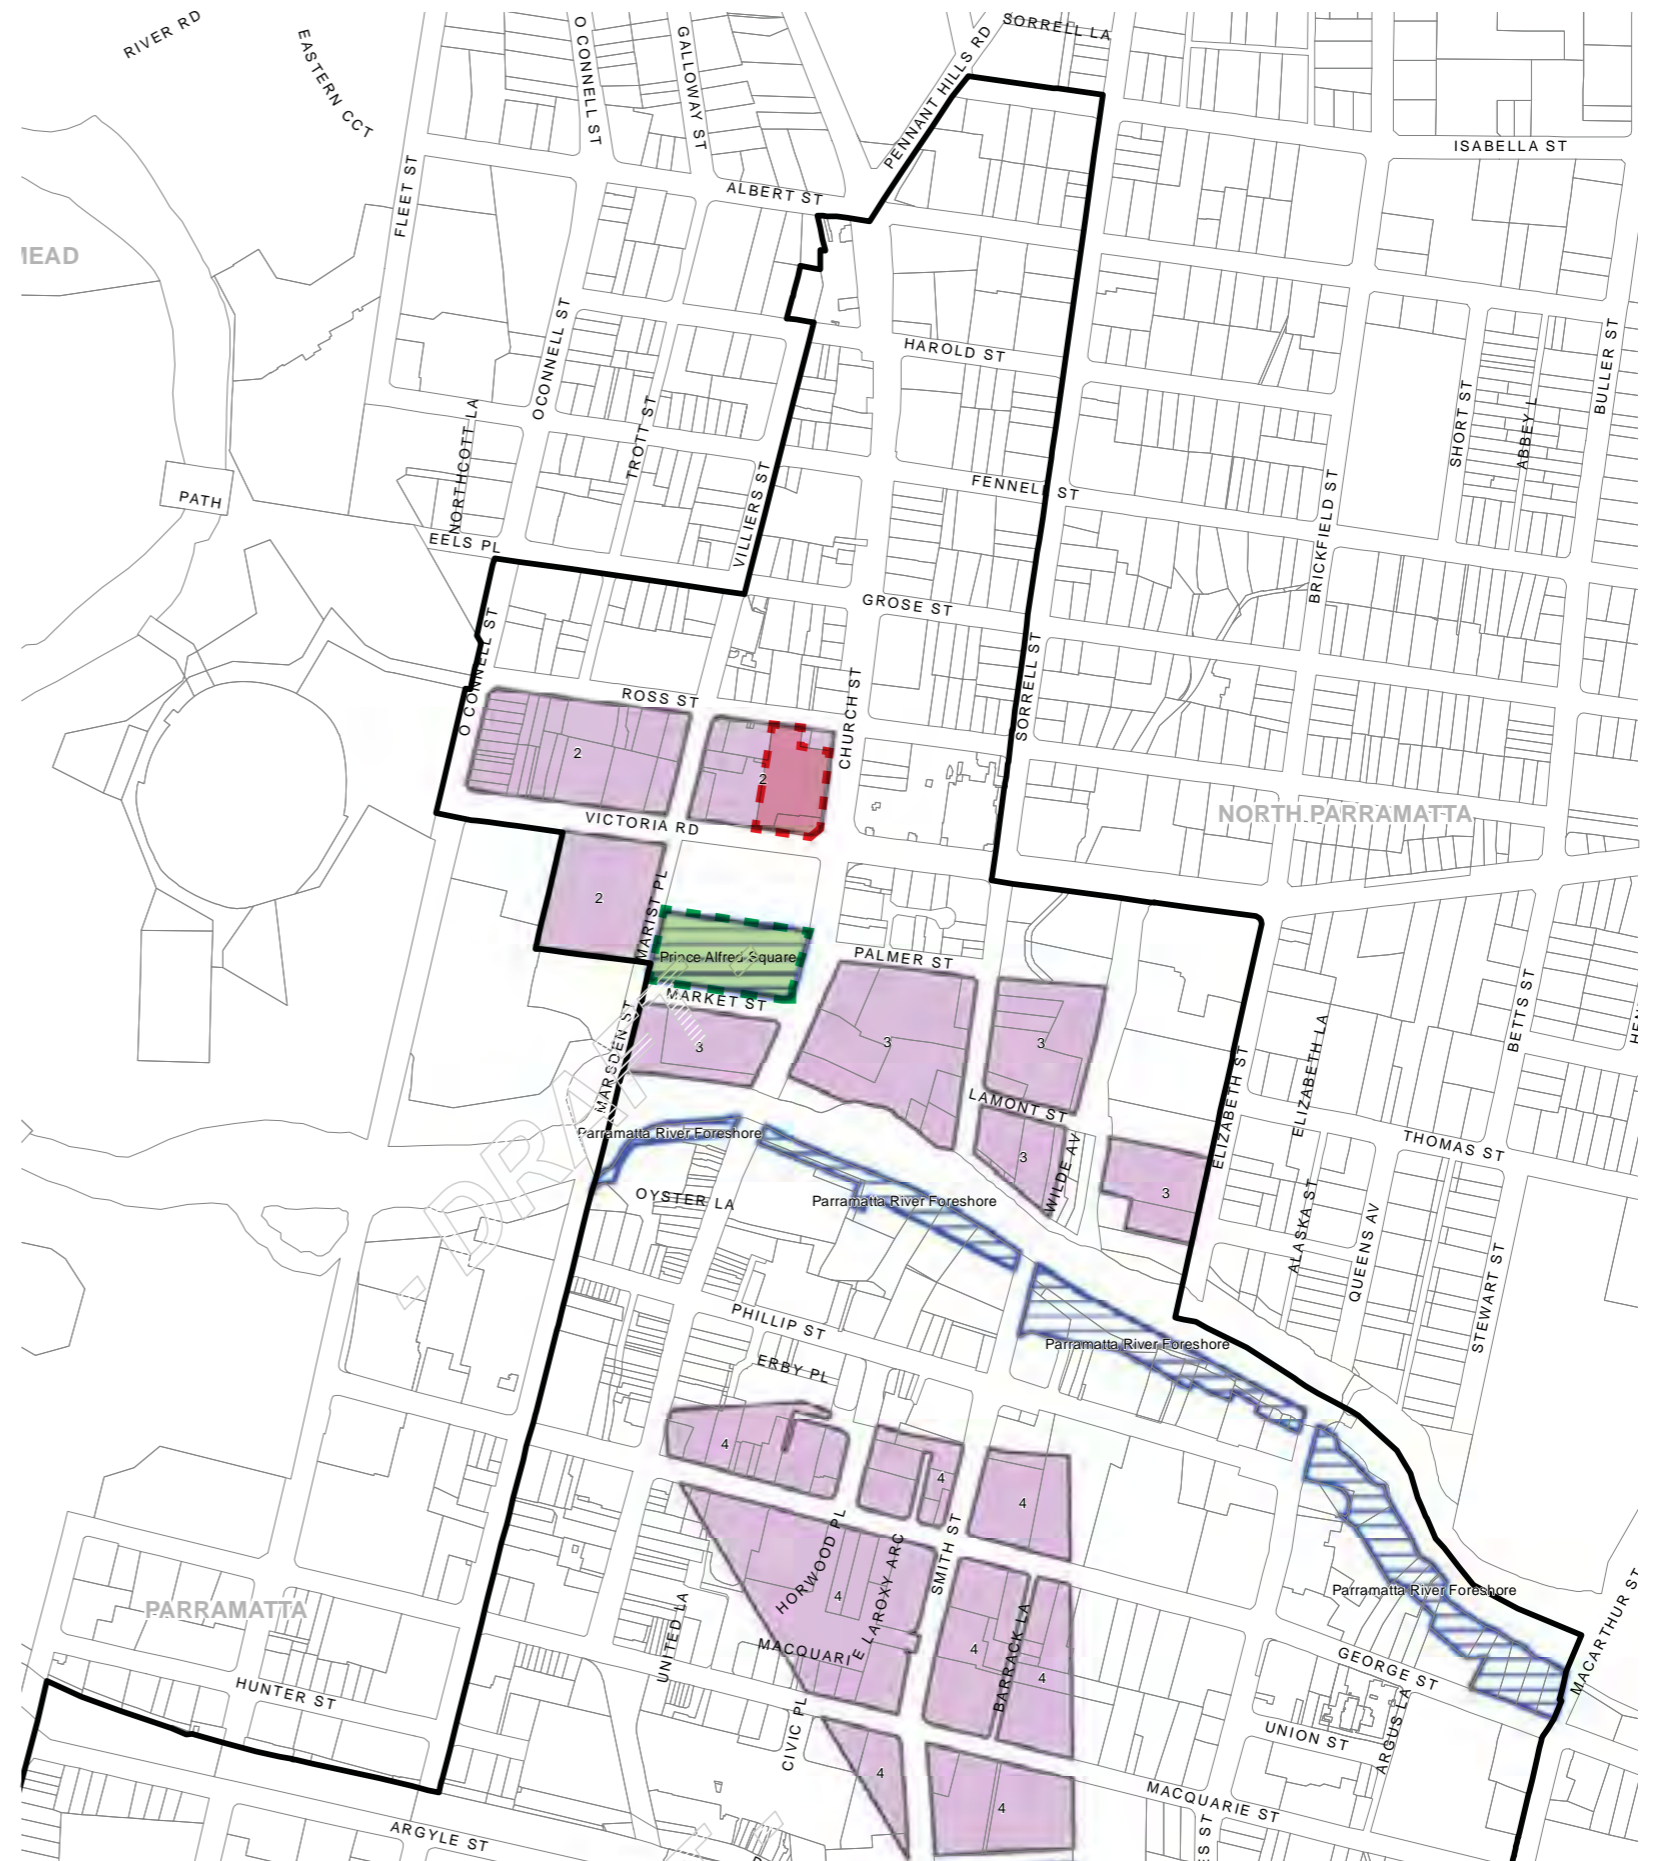 RIVER RD
EASTERN CCT
O CONNELL ST
GALLOWAY ST
PENNANT HILLS RD
SORRELL LA
ISABELLA ST
FLEET ST
ALBERT ST
OCONNELL ST
HAROLD ST
BULLER ST
SHORT ST
ABBEY L
NORTHCOTT LA
TROTT ST
VILLIERS ST
FENNELL ST
BRICKFIELD ST
PATH
EELS PL
GROSE ST
O CONNELL ST
CHURCH ST
SORRELL ST
ROSS ST
2
2
VICTORIA RD
NORTH PARRAMATTA
2
MARIST PL
Prince Alfred Square
PALMER ST
MARKET ST
BETTS ST
MARSDEN ST
3
3
3
ELIZABETH ST
ELIZABETH LA
LAMONT ST
THOMAS ST
- DRA
Parramatta River Foreshore
3
WILDE AV
3
OYSTER LA
Parramatta River Foreshore
ALASKA ST
QUEENS AV
STEWART ST
PHILLIP ST
Parramatta River Foreshore
ERBY PL
4
4
4
HORWOOD PL
SMITH ST
4
E LAROXY ARC
Parramatta River Foreshore
PARRAMATTA
UNITED LA
MACQUARI
4
BARRACK LA
4
GEORGE ST
MACARTHUR ST
HUNTER ST
CIVIC PL
UNION ST
ARGUS LA
4
4
MACQUARIE ST
ARGYLE ST